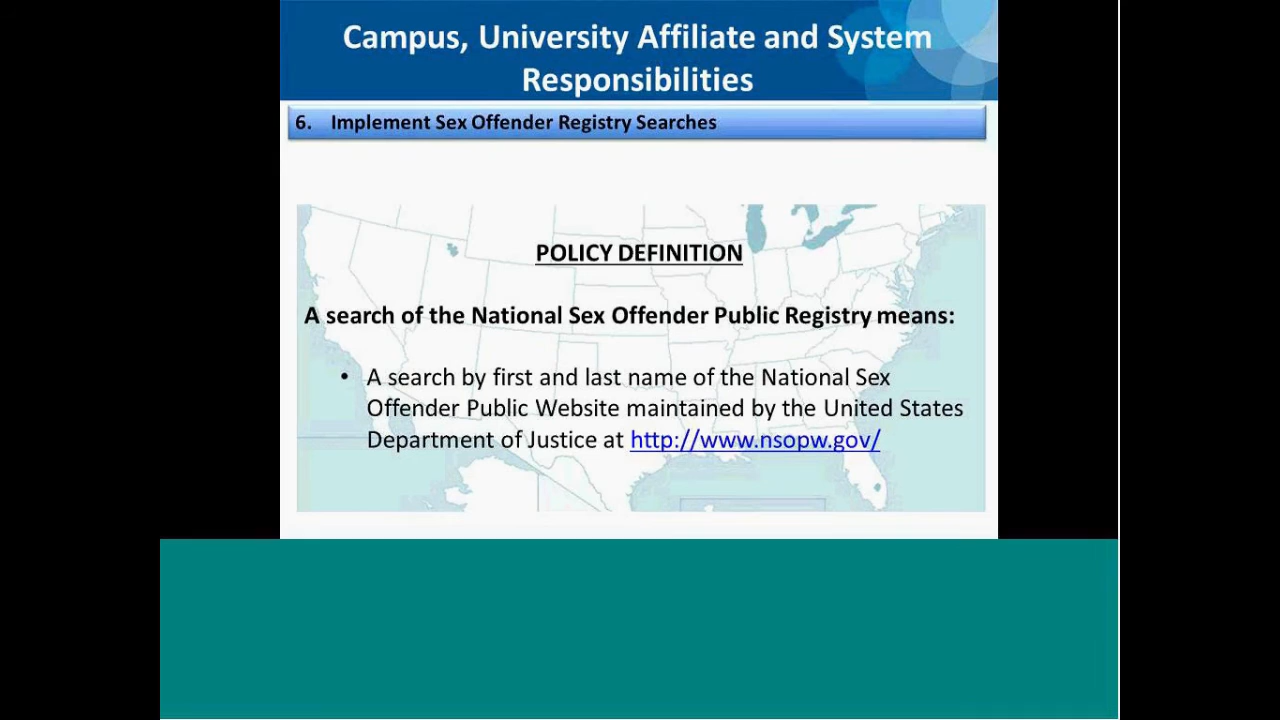 Campus, University Affiliate and System
Responsibilities
6. Implement Sex Offender Registry Searches
POLICY DEFINITION
A search of the National Sex Offender Public Registry means:
• A search by first and last name of the National Sex
Offender Public Website maintained by the United States
Department of Justice at http://www.nsopw.gov/